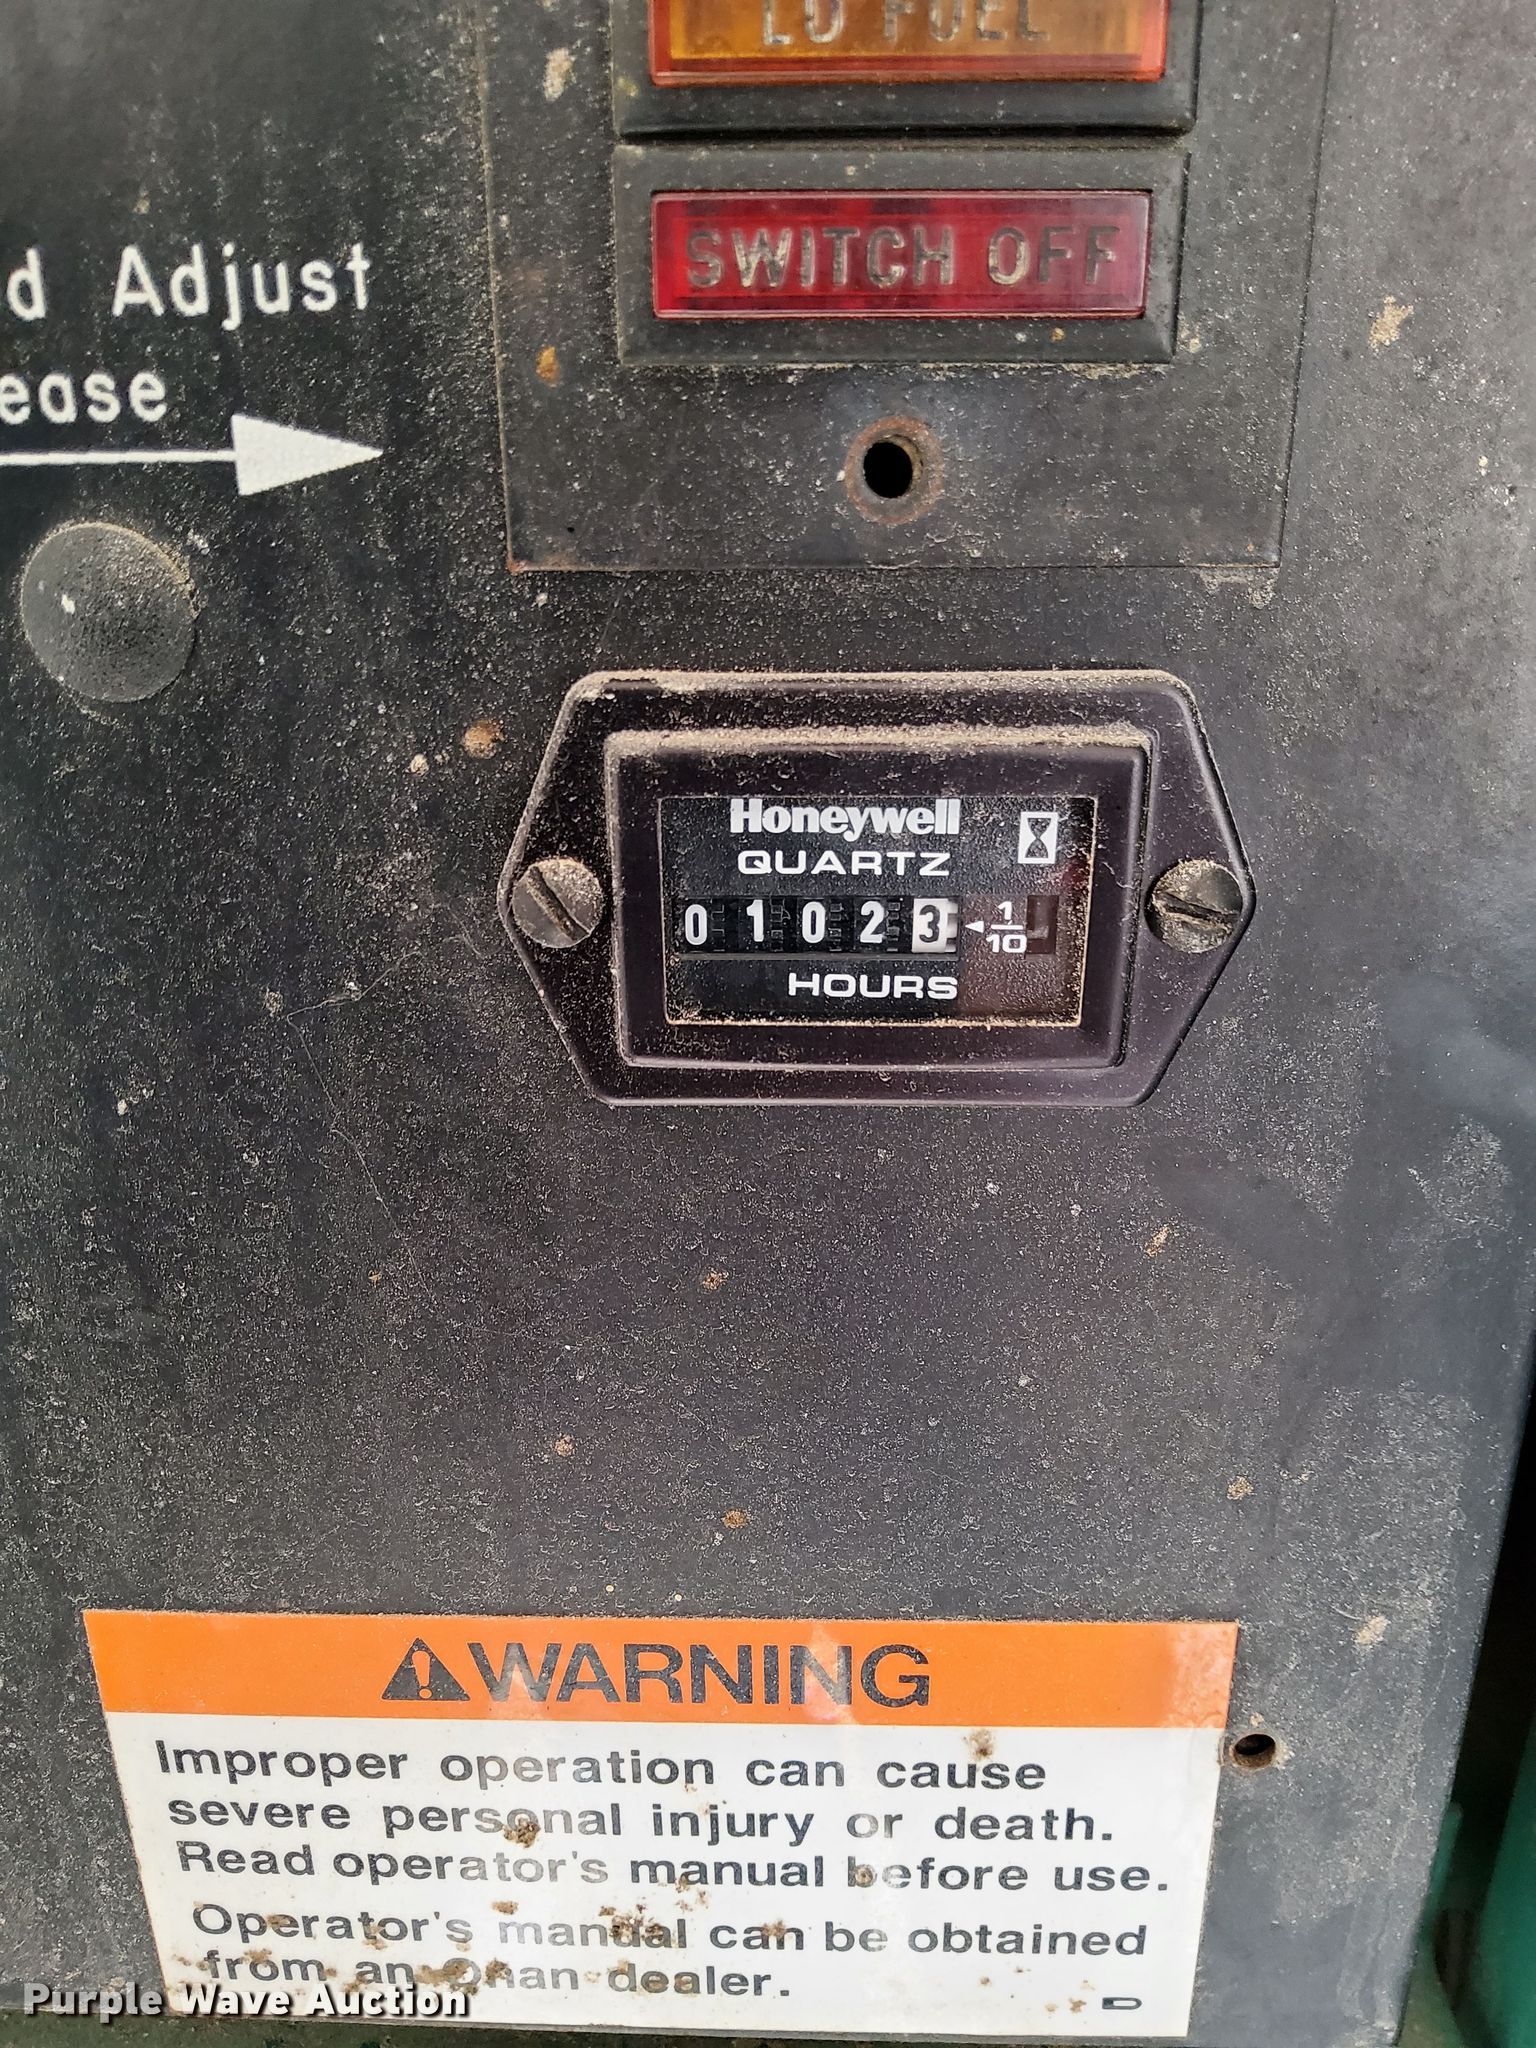 LO FUEL
SWITCH OFF
d Adjust
ease
Honeywell
QUARTZ
0 1 0 2 3 1/10
HOURS
WARNING
Improper operation can cause
severe personal injury or death.
Read operator's manual before use.
Operator's manual can be obtained
from an Onan dealer.
Purple Wave Auction